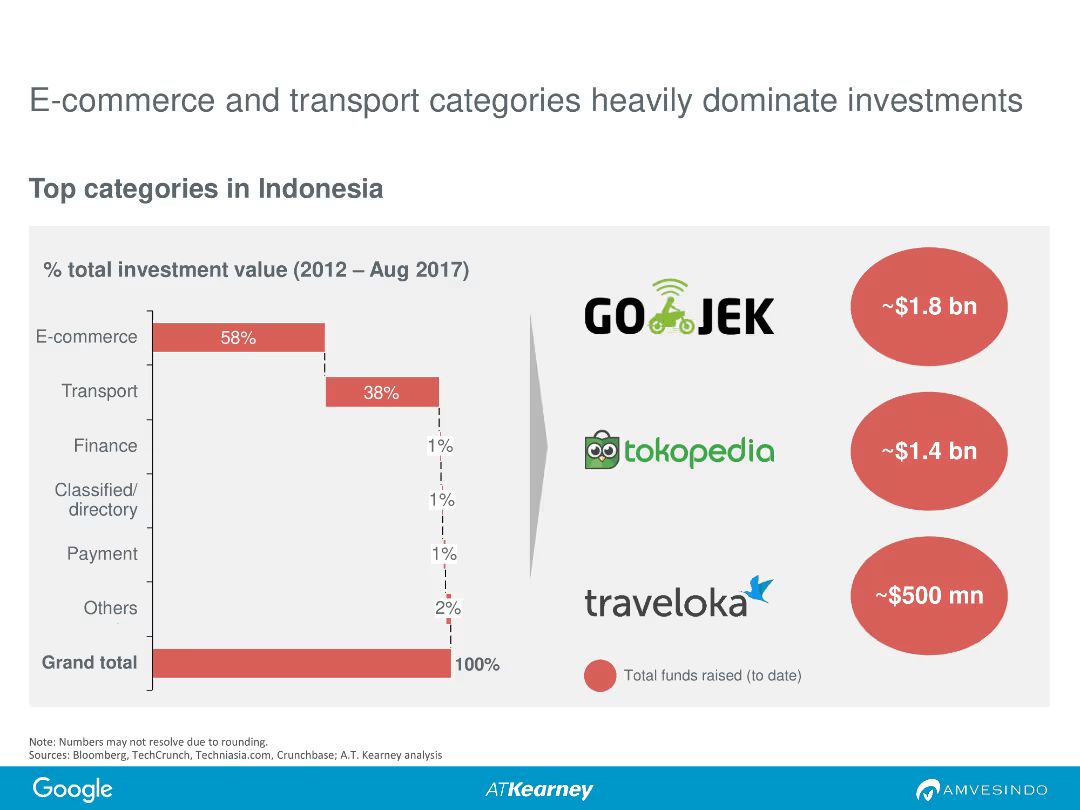 E-commerce and transport categories heavily dominate investments
Top categories in Indonesia
% total investment value (2012 – Aug 2017)
E-commerce
58%
Transport
38%
Finance
1%
Classified/
directory
1%
Payment
1%
Others
2%
Grand total
100%
GO JEK
~$1.8 bn
tokopedia
~$1.4 bn
traveloka
~$500 mn
Total funds raised (to date)
Note: Numbers may not resolve due to rounding.
Sources: Bloomberg, TechCrunch, Techniasia.com, Crunchbase; A.T. Kearney analysis
Google
ATKearney
AMVESINDO